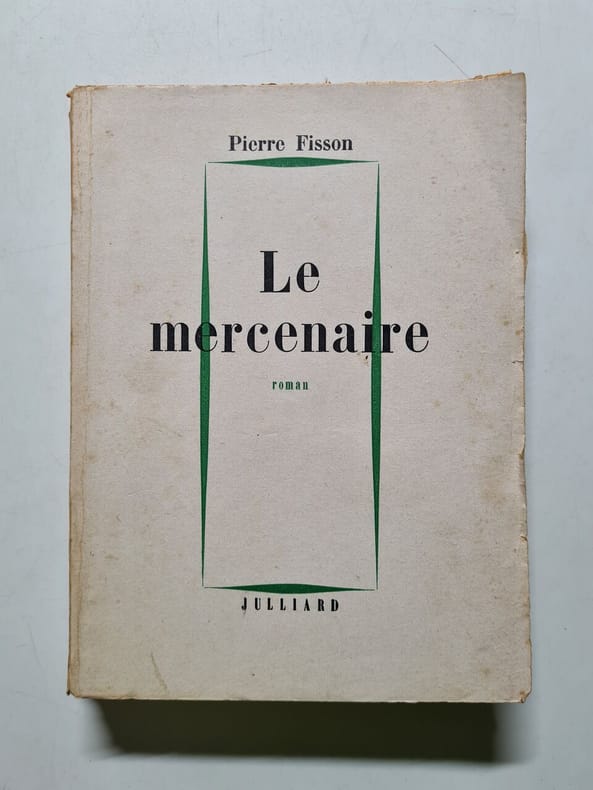 Pierre Fisson
Le
mercenaire
roman
JULLIARD